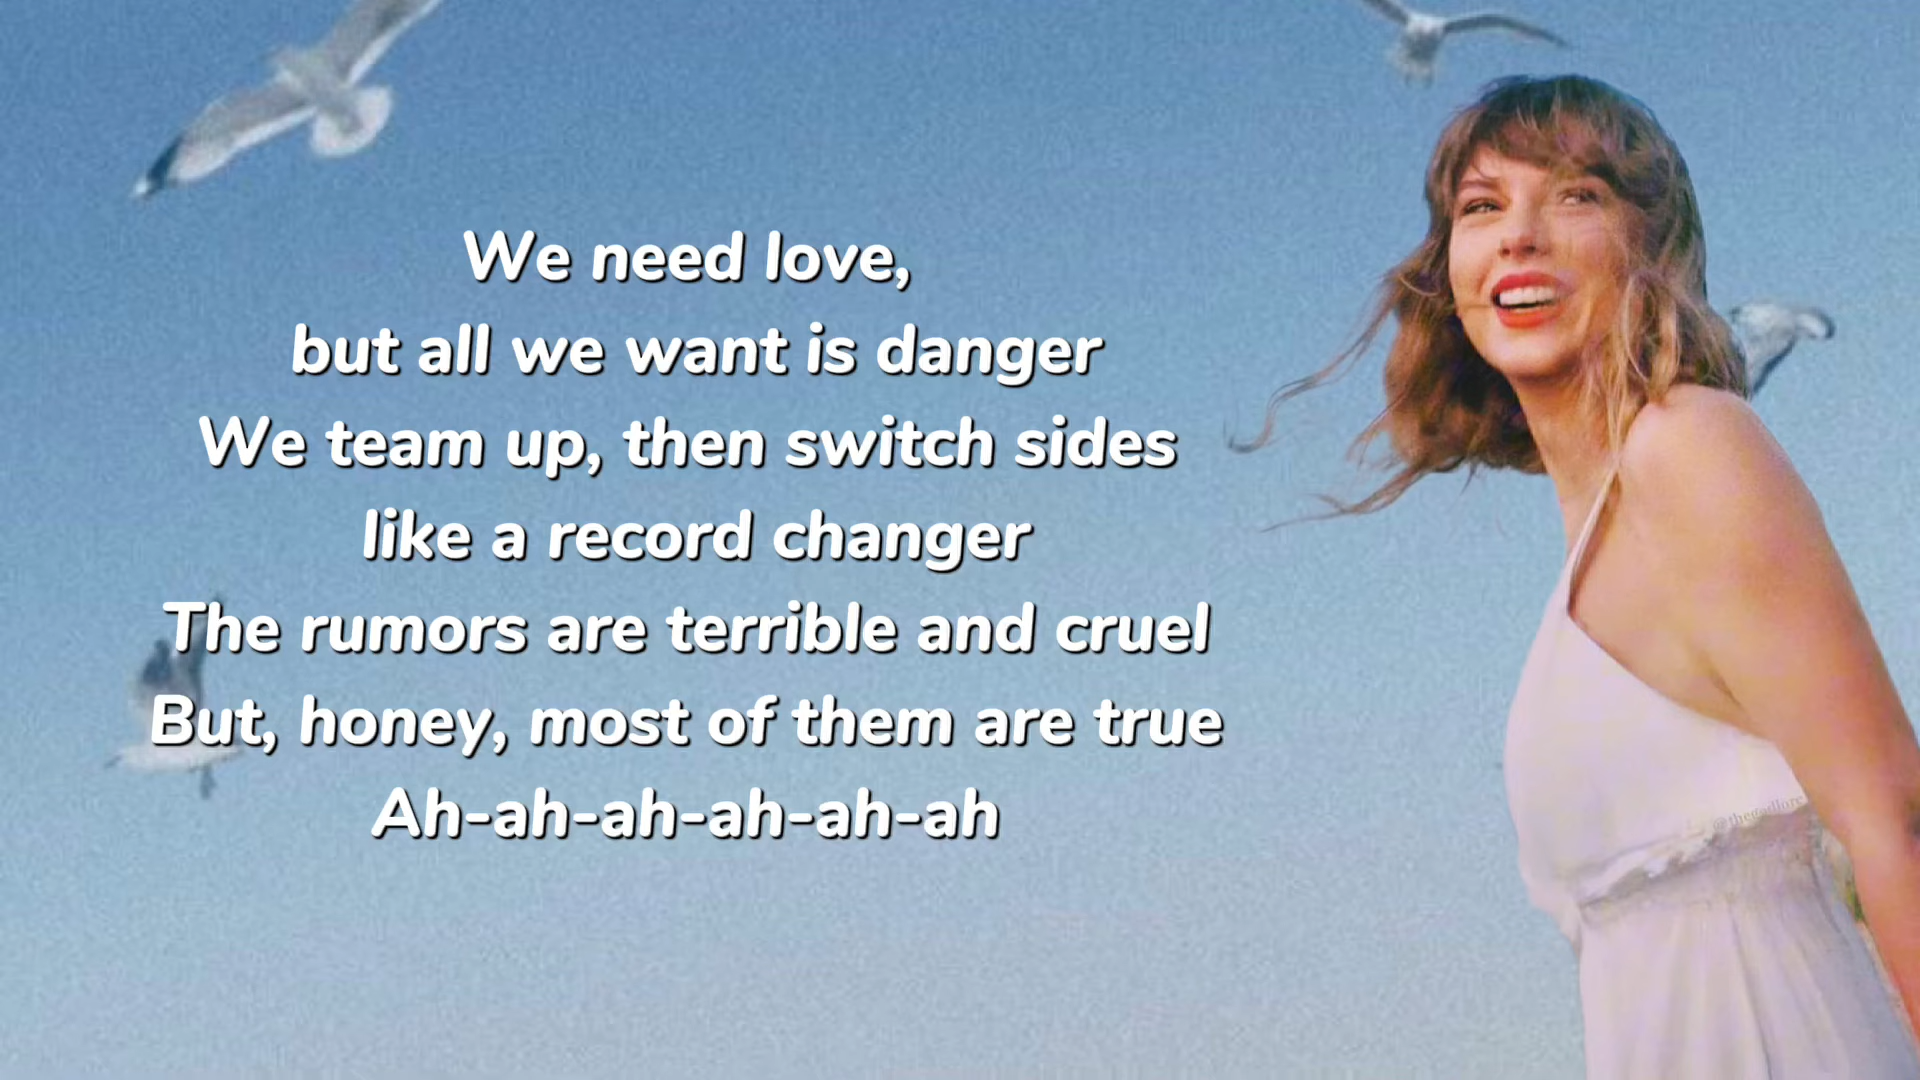 We need love,
but all we want is danger
We team up, then switch sides
like a record changer
The rumors are terrible and cruel
But, honey, most of them are true
Ah-ah-ah-ah-ah-ah